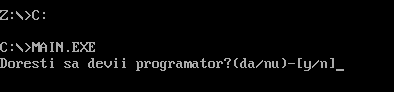 Z:\>C:
C:\>MAIN.EXE
Doresti sa devii programator?(da/nu)-[y/n]_